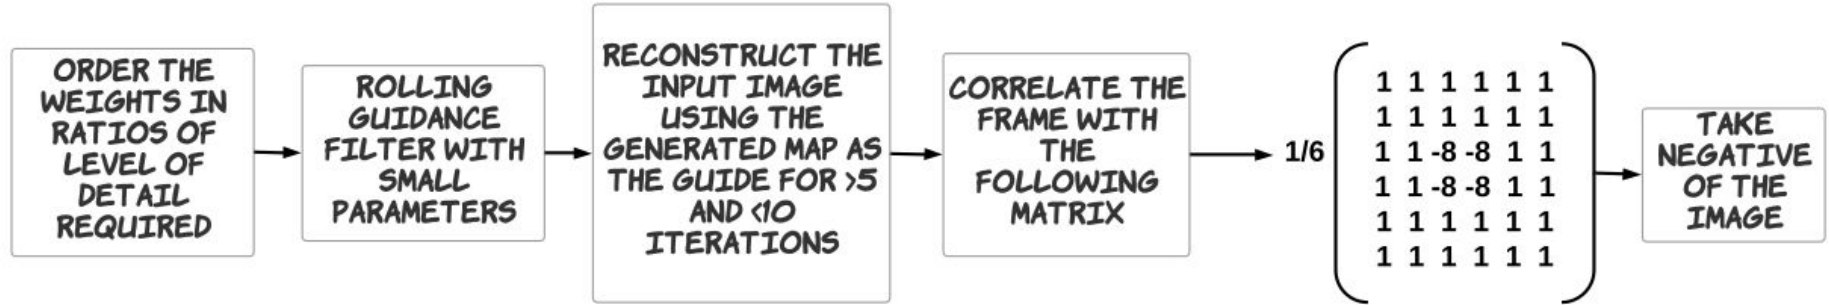 ORDER THE
WEIGHTS IN
RATIOS OF
LEVEL OF
DETAIL
REQUIRED
ROLLING
GUIDANCE
FILTER WITH
SMALL
PARAMETERS
RECONSTRUCT THE
INPUT IMAGE
USING THE
GENERATED MAP AS
THE GUIDE FOR >5
AND <10
ITERATIONS
CORRELATE THE
FRAME WITH
THE
FOLLOWING
MATRIX
1/6
1 1 1 1 1 1
1 1 1 1 1 1
1 1 -8 -8 1 1
1 1 -8 -8 1 1
1 1 1 1 1 1
1 1 1 1 1 1
TAKE
NEGATIVE
OF THE
IMAGE